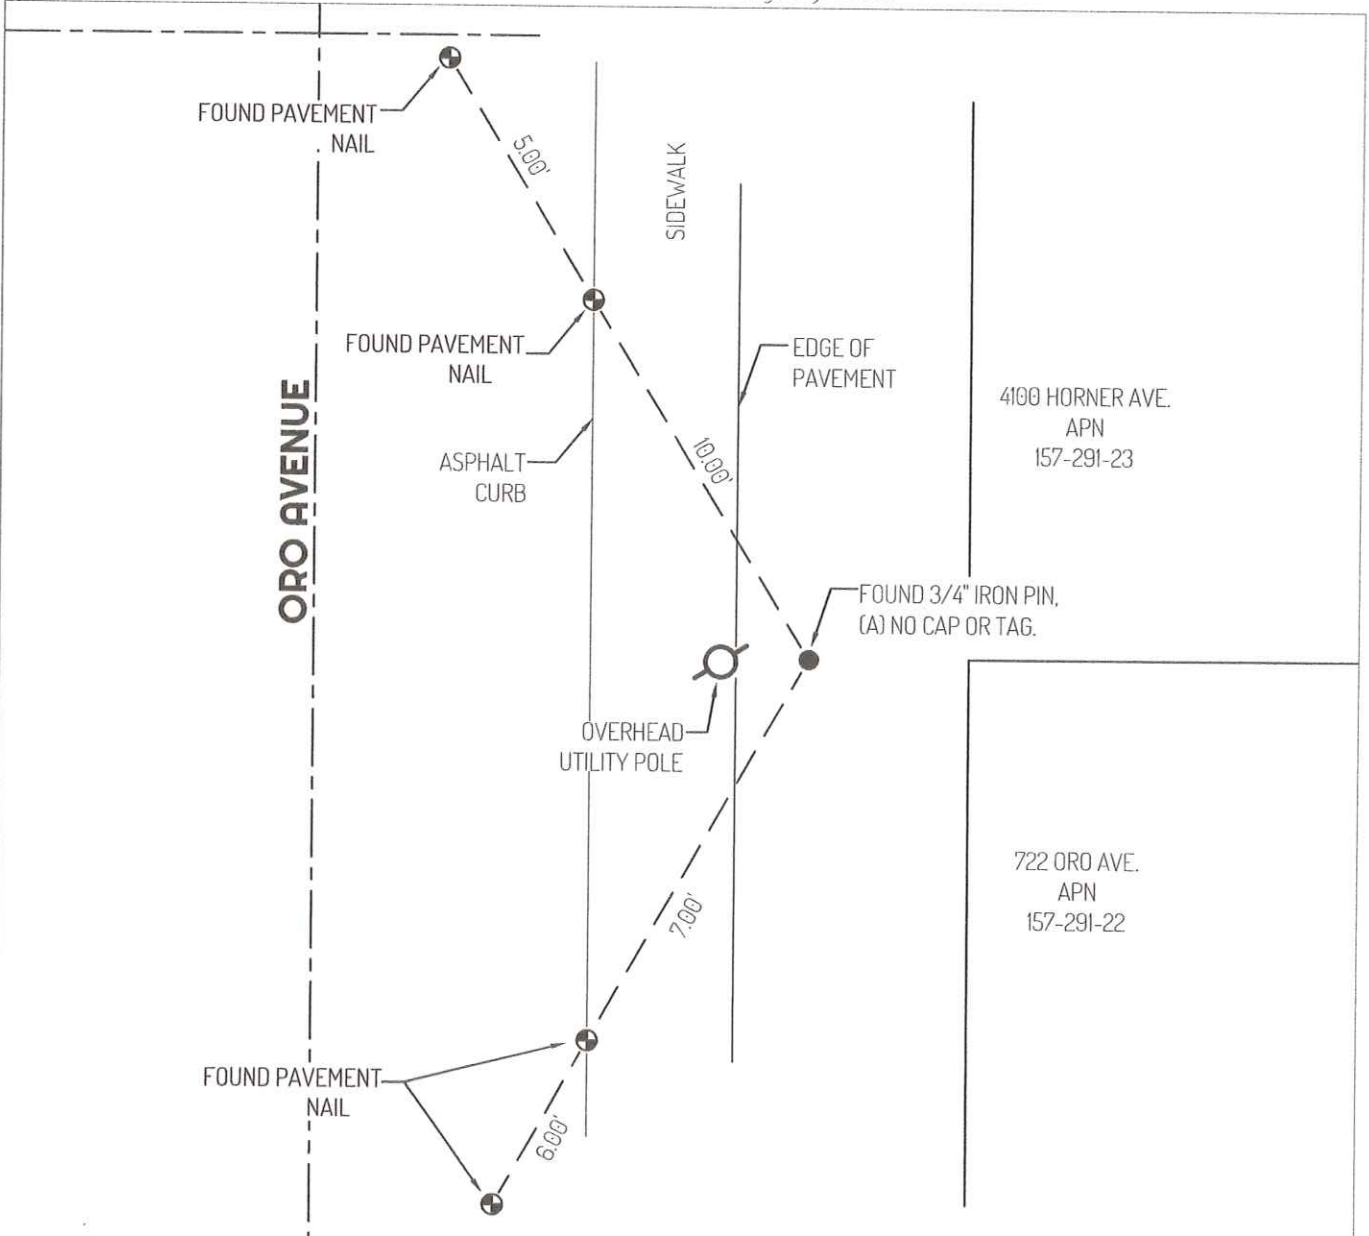 FOUND PAVEMENT
NAIL
5.00'
SIDEWALK
FOUND PAVEMENT
NAIL
EDGE OF
PAVEMENT
4100 HORNER AVE.
APN
157-291-23
ORO AVENUE
ASPHALT
CURB
10.00'
FOUND 3/4" IRON PIN,
(A) NO CAP OR TAG.
OVERHEAD
UTILITY POLE
722 ORO AVE.
APN
157-291-22
7.00'
FOUND PAVEMENT
NAIL
6.00'